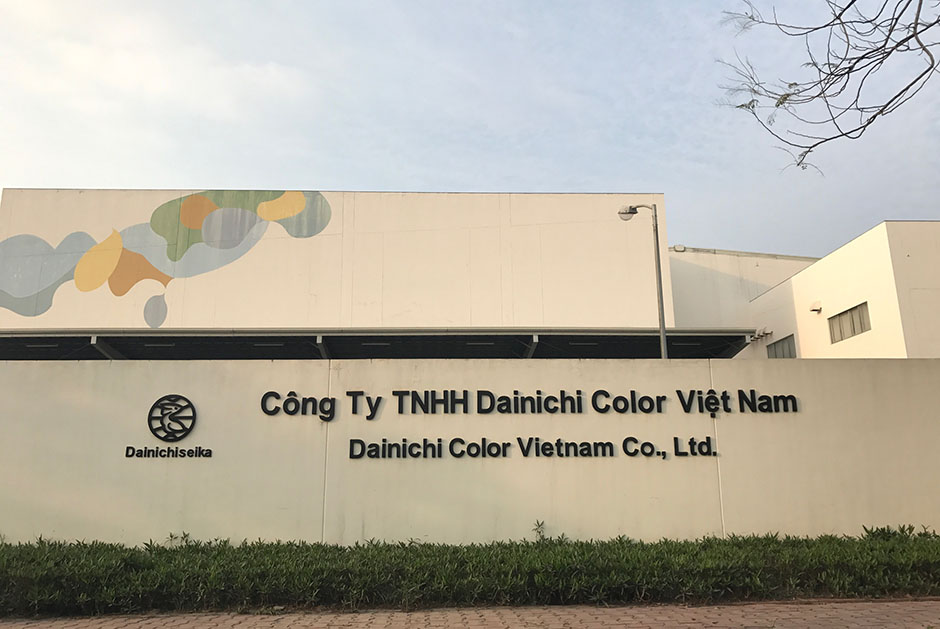 Công Ty TNHH Dainichi Color Việt Nam
Dainichi Color Vietnam Co., Ltd.
Dainichiseika